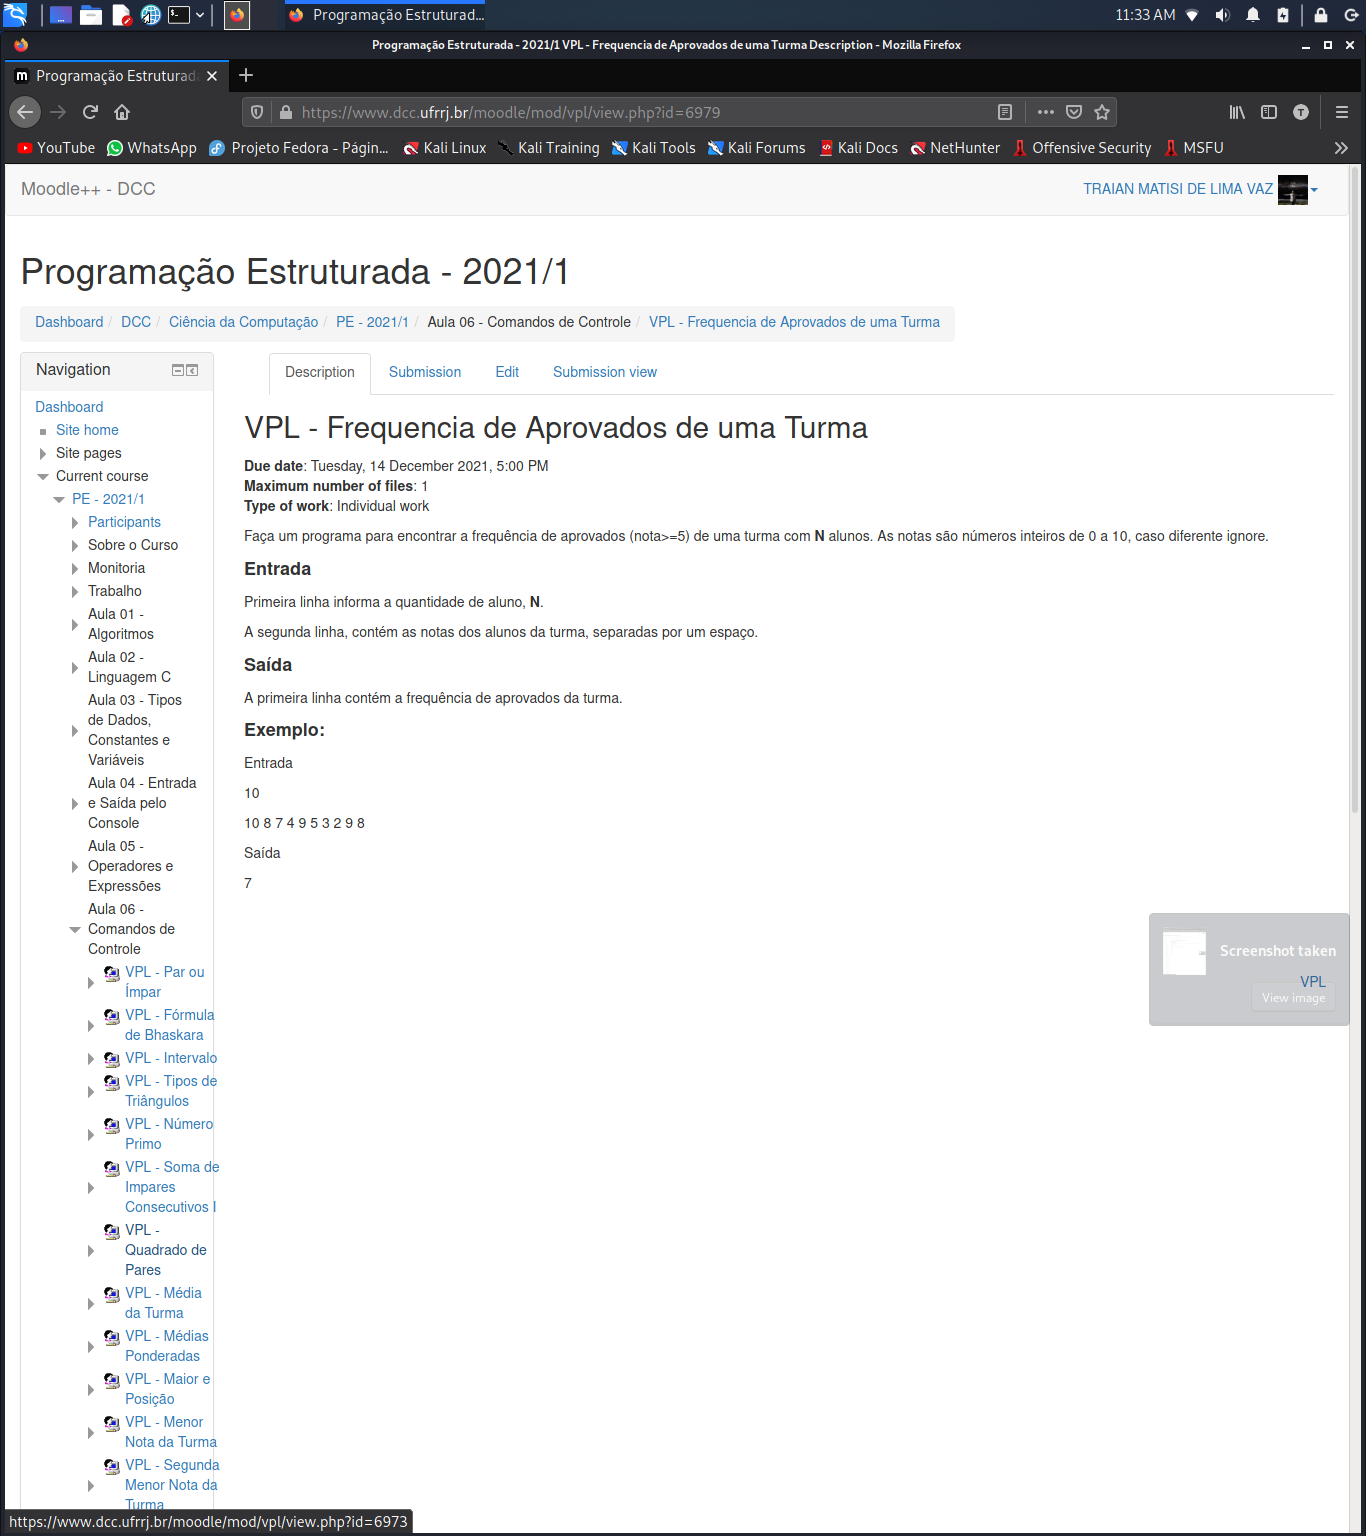 11:33 AM
Programação Estruturad...
Programação Estruturada - 2021/1 VPL - Frequencia de Aprovados de uma Turma Description - Mozilla Firefox
Programação Estruturad
https://www.dcc.ufrrj.br/moodle/mod/vpl/view.php?id=6979
YouTube WhatsApp Projeto Fedora - Págin... Kali Linux Kali Training Kali Tools Kali Forums Kali Docs NetHunter Offensive Security MSFU
Moodle++ - DCC
TRAIAN MATISI DE LIMA VAZ
Programação Estruturada - 2021/1
Dashboard / DCC / Ciência da Computação / PE - 2021/1 / Aula 06 - Comandos de Controle / VPL - Frequencia de Aprovados de uma Turma
Navigation
Dashboard
Site home
Site pages
Current course
PE - 2021/1
Participants
Sobre o Curso
Monitoria
Trabalho
Aula 01 -
Algoritmos
Aula 02 -
Linguagem C
Aula 03 - Tipos
de Dados,
Constantes e
Variáveis
Aula 04 - Entrada
e Saída pelo
Console
Aula 05 -
Operadores e
Expressões
Aula 06 -
Comandos de
Controle
VPL - Par ou
Ímpar
VPL - Fórmula
de Bhaskara
VPL - Intervalo
VPL - Tipos de
Triângulos
VPL - Número
Primo
VPL - Soma de
Impares
Consecutivos I
VPL -
Quadrado de
Pares
VPL - Média
da Turma
VPL - Médias
Ponderadas
VPL - Maior e
Posição
VPL - Menor
Nota da Turma
VPL - Segunda
Menor Nota da
Turma
Description Submission Edit Submission view
VPL - Frequencia de Aprovados de uma Turma
Due date: Tuesday, 14 December 2021, 5:00 PM
Maximum number of files: 1
Type of work: Individual work
Faça um programa para encontrar a frequência de aprovados (nota>=5) de uma turma com N alunos. As notas são números inteiros de 0 a 10, caso diferente ignore.
Entrada
Primeira linha informa a quantidade de aluno, N.
A segunda linha, contém as notas dos alunos da turma, separadas por um espaço.
Saída
A primeira linha contém a frequência de aprovados da turma.
Exemplo:
Entrada
10
10 8 7 4 9 5 3 2 9 8
Saída
7
Screenshot taken
VPL
View image
https://www.dcc.ufrrj.br/moodle/mod/vpl/view.php?id=6973